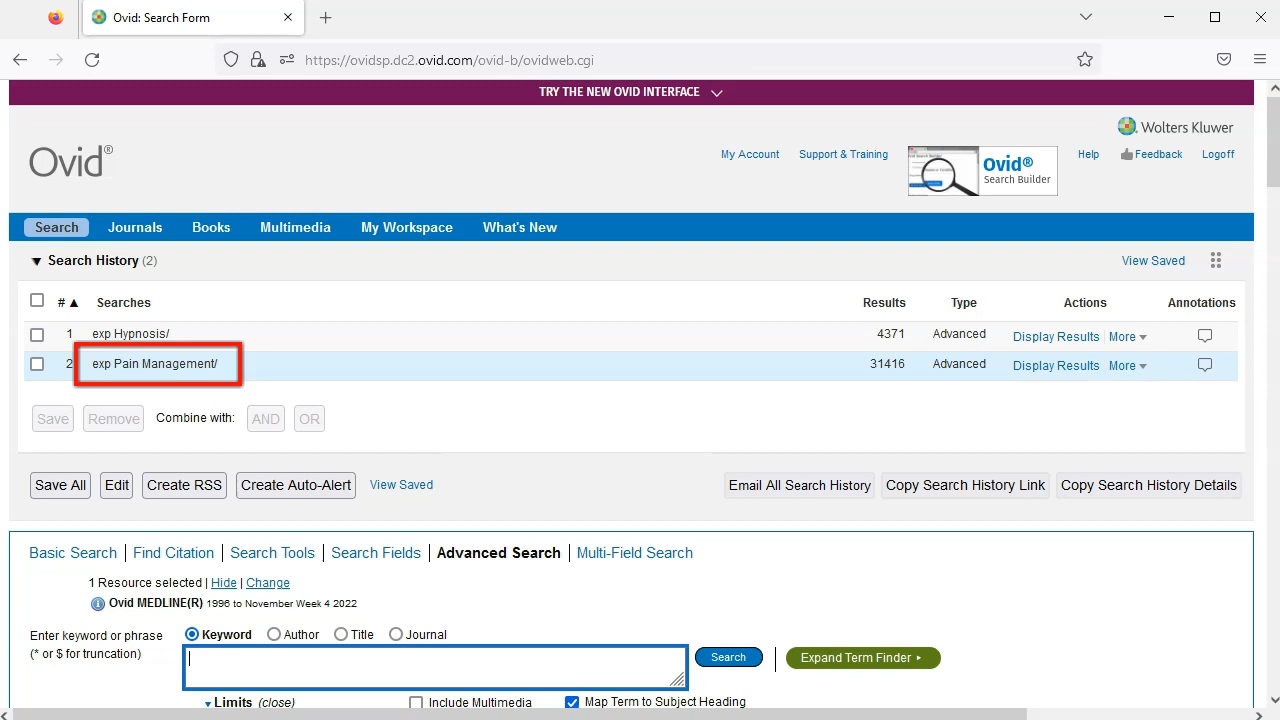 Ovid: Search Form
https://ovidsp.dc2.ovid.com/ovid-b/ovidweb.cgi
TRY THE NEW OVID INTERFACE
Wolters Kluwer
Ovid®
My Account Support & Training Ovid® Search Builder Help Feedback Logoff
Search Journals Books Multimedia My Workspace What's New
Search History (2) View Saved
# ▲ Searches Results Type Actions Annotations
1 exp Hypnosis/ 4371 Advanced Display Results More
2 exp Pain Management/ 31416 Advanced Display Results More
Save Remove Combine with: AND OR
Save All Edit Create RSS Create Auto-Alert View Saved Email All Search History Copy Search History Link Copy Search History Details
Basic Search | Find Citation | Search Tools | Search Fields | Advanced Search | Multi-Field Search
1 Resource selected | Hide | Change
Ovid MEDLINE(R) 1996 to November Week 4 2022
Enter keyword or phrase
(* or $ for truncation)
Keyword Author Title Journal
Search Expand Term Finder
Limits (close) Include Multimedia Map Term to Subject Heading